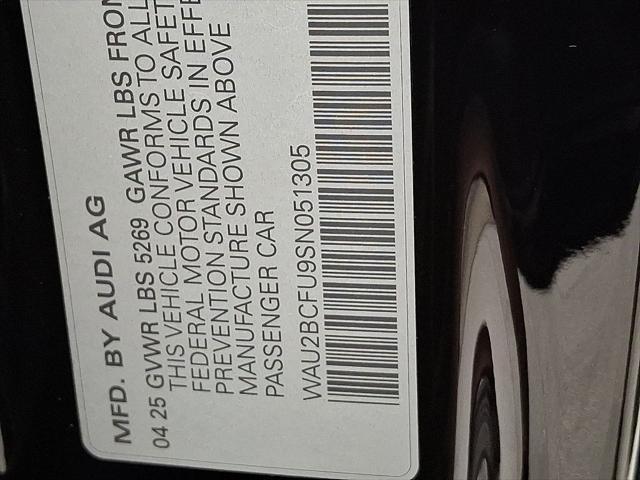 MFD. BY AUDI AG
04 25 GVWR LBS 5269 GAWR LBS FRON
THIS VEHICLE CONFORMS TO ALL
FEDERAL MOTOR VEHICLE SAFET
PREVENTION STANDARDS IN EFFE
MANUFACTURE SHOWN ABOVE
PASSENGER CAR
WAU2BCFU9SN051305